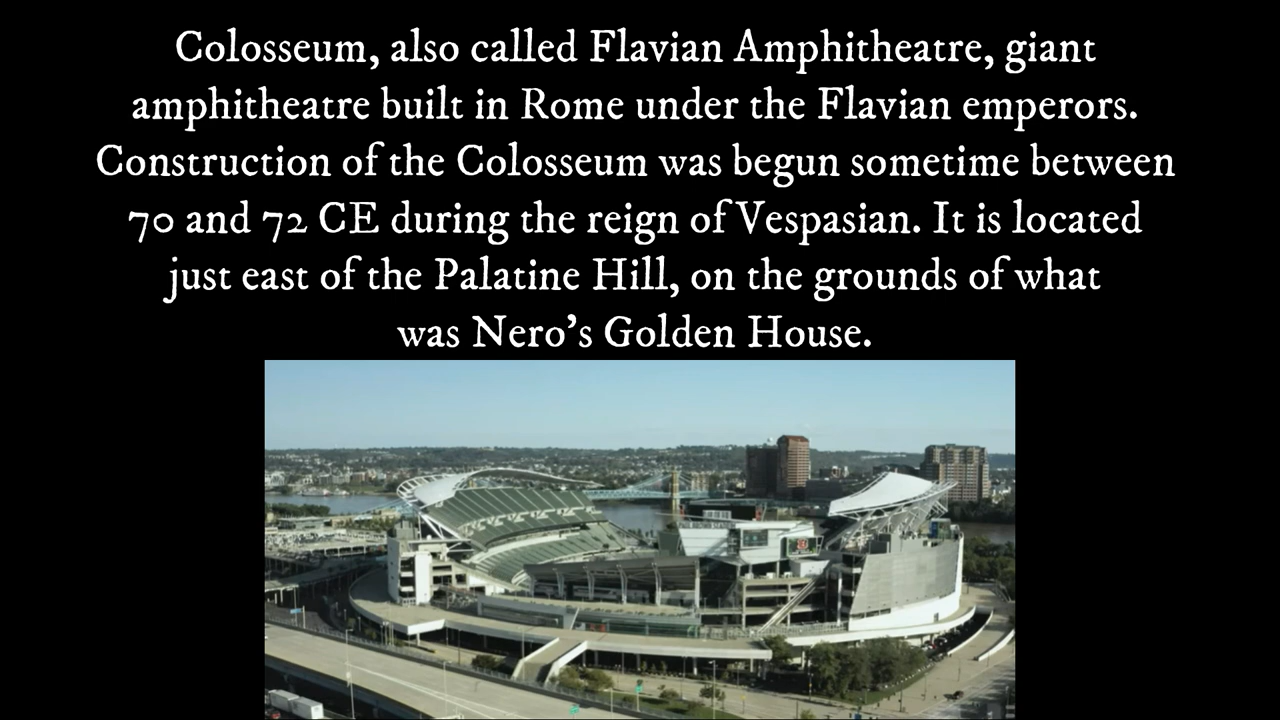 Colosseum, also called Flavian Amphitheatre, giant
amphitheatre built in Rome under the Flavian emperors.
Construction of the Colosseum was begun sometime between
70 and 72 CE during the reign of Vespasian. It is located
just east of the Palatine Hill, on the grounds of what
was Nero’s Golden House.